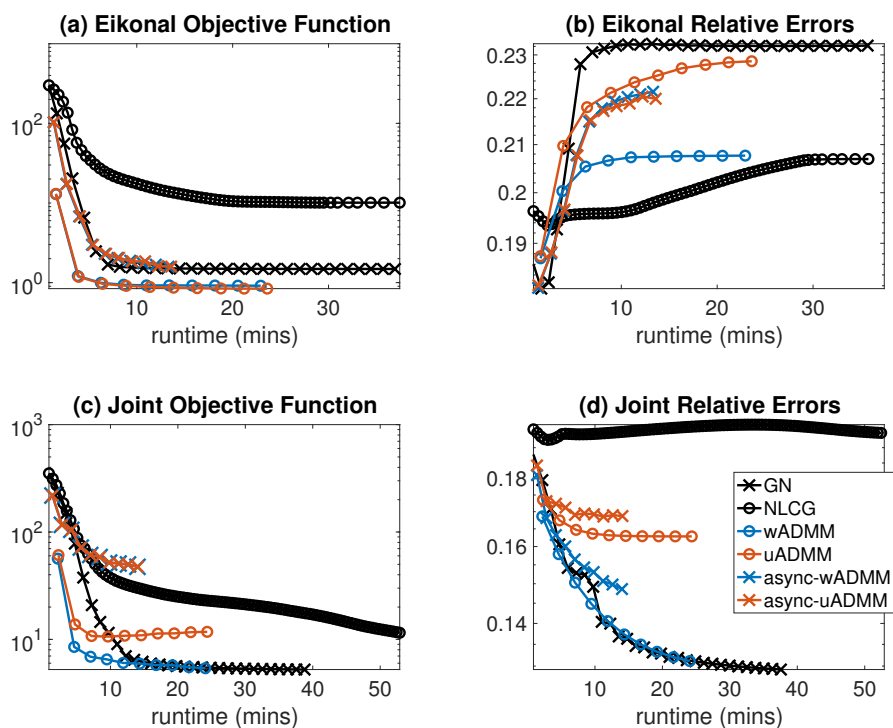 (a) Eikonal Objective Function
10²
10⁰
10
20
30
runtime (mins)
(b) Eikonal Relative Errors
0.23
0.22
0.21
0.2
0.19
10
20
30
runtime (mins)
(c) Joint Objective Function
10³
10²
10¹
10
20
30
40
50
runtime (mins)
(d) Joint Relative Errors
0.18
0.16
0.14
10
20
30
40
50
runtime (mins)
GN
NLCG
wADMM
uADMM
async-wADMM
async-uADMM